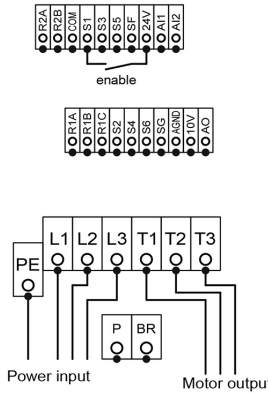 R2A R2B COM S1 S3 S5 SF 24V AI1 AI2
enable
R1A R1B R1C S2 S4 S6 SG AGND 10V AO
L1 L2 L3 T1 T2 T3
PE
P BR
Power input
Motor output